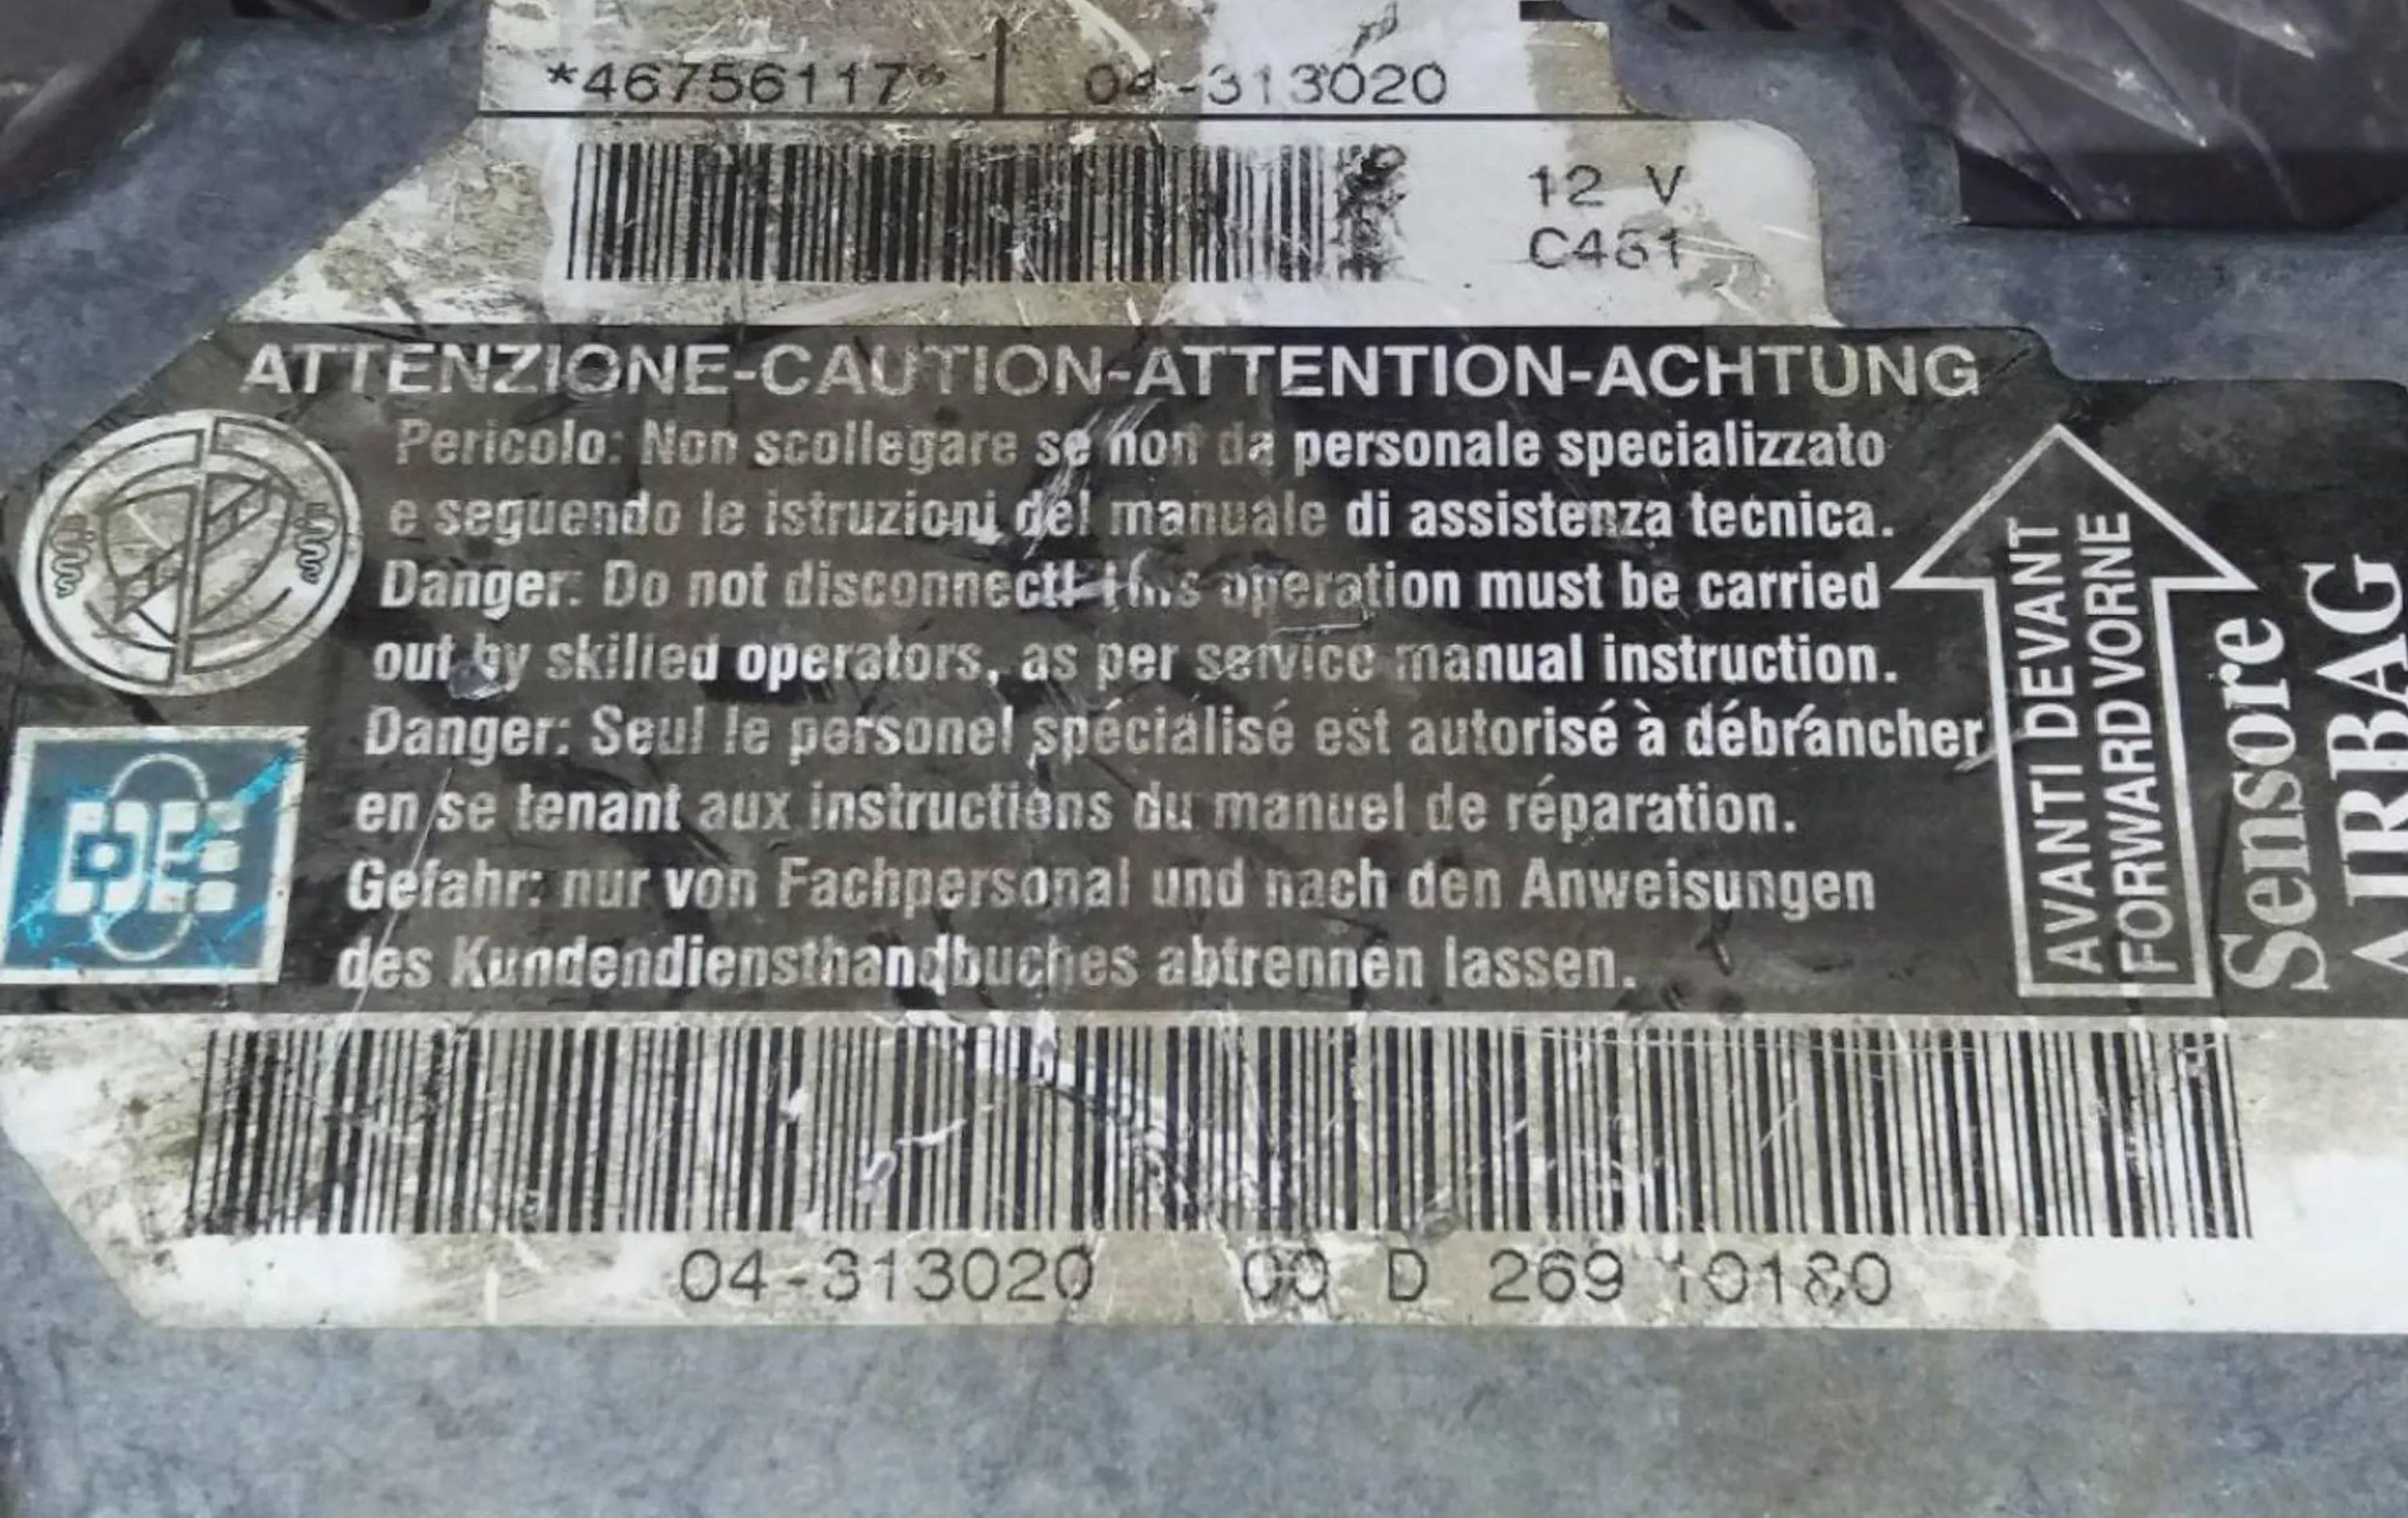 *46756117* 04-313020
12 V
C461
ATTENZIONE-CAUTION-ATTENTION-ACHTUNG
Pericolo: Non scollegare se non da personale specializzato
e seguendo le istruzioni del manuale di assistenza tecnica.
Danger: Do not disconnect! this operation must be carried
out by skilled operators, as per service manual instruction.
Danger: Seul le personel spécialisé est autorisé à débráncher
en se tenant aux instructions du manuel de réparation.
Gefahr: nur von Fachpersonal und nach den Anweisungen
des Kundendiensthandbuches abtrennen lassen.
AVANTI DEVANT
FORWARD VORNE
Sensore
AIRBAG
04-313020 00 D 269 10180